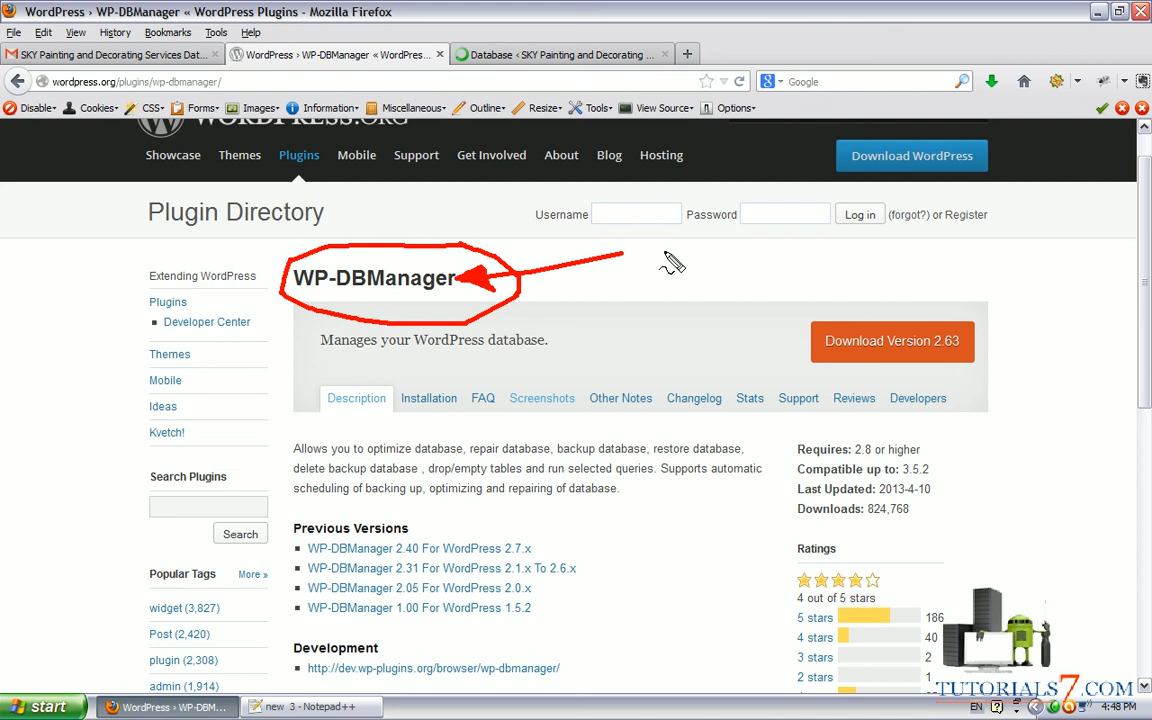 WordPress › WP-DBManager « WordPress Plugins - Mozilla Firefox
File Edit View History Bookmarks Tools Help
SKY Painting and Decorating Services Dat...
WordPress › WP-DBManager « WordPres...
Database ‹ SKY Painting and Decorating ...
wordpress.org/plugins/wp-dbmanager/
Google
Disable Cookies CSS Forms Images Information Miscellaneous Outline Resize Tools View Source Options
WORDPRESS.ORG
Showcase Themes Plugins Mobile Support Get Involved About Blog Hosting
Download WordPress
Plugin Directory
Username Password Log in (forgot?) or Register
Extending WordPress
Plugins
Developer Center
Themes
Mobile
Ideas
Kvetch!
Search Plugins
Search
Popular Tags More »
widget (3,827)
Post (2,420)
plugin (2,308)
admin (1,914)
WP-DBManager
Manages your WordPress database.
Download Version 2.63
Description Installation FAQ Screenshots Other Notes Changelog Stats Support Reviews Developers
Allows you to optimize database, repair database, backup database, restore database,
delete backup database , drop/empty tables and run selected queries. Supports automatic
scheduling of backing up, optimizing and repairing of database.
Previous Versions
WP-DBManager 2.40 For WordPress 2.7.x
WP-DBManager 2.31 For WordPress 2.1.x To 2.6.x
WP-DBManager 2.05 For WordPress 2.0.x
WP-DBManager 1.00 For WordPress 1.5.2
Development
http://dev.wp-plugins.org/browser/wp-dbmanager/
Requires: 2.8 or higher
Compatible up to: 3.5.2
Last Updated: 2013-4-10
Downloads: 824,768
Ratings
4 out of 5 stars
5 stars 186
4 stars 40
3 stars 2
2 stars 1
1 stars
TUTORIALS7.COM
start
WordPress › WP-DBM...
new 3 - Notepad++
EN
4:48 PM